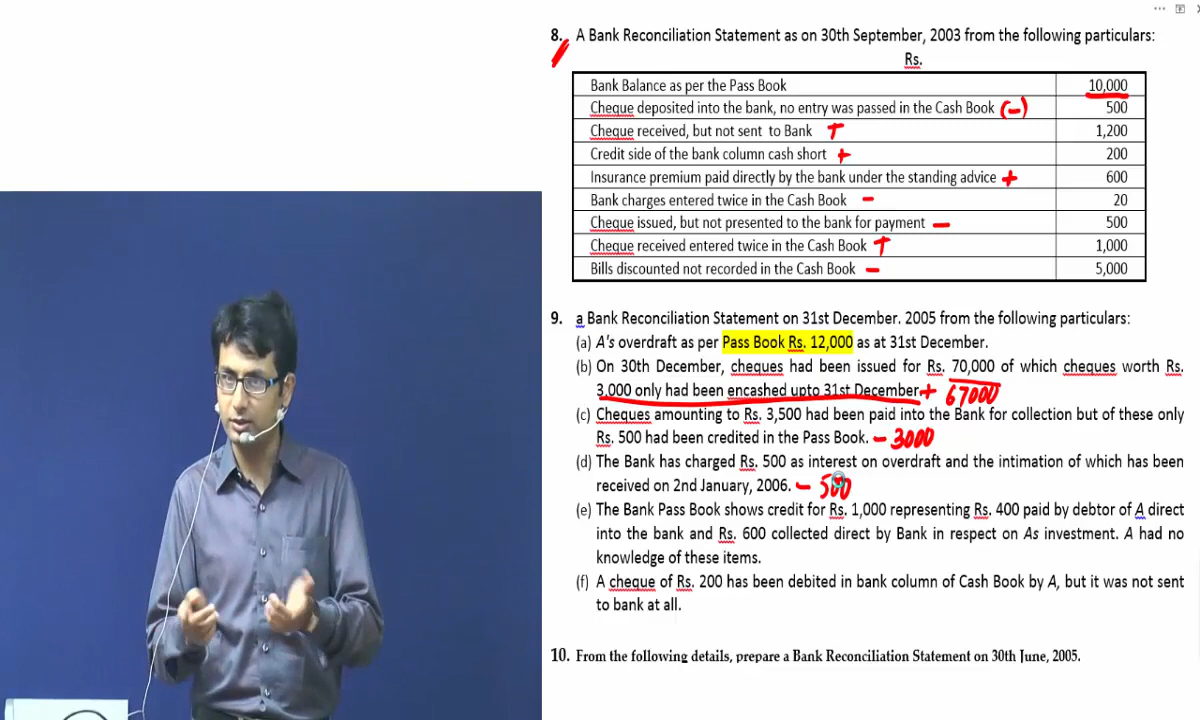 8. A Bank Reconciliation Statement as on 30th September, 2003 from the following particulars:
Rs.
Bank Balance as per the Pass Book 10,000
Cheque deposited into the bank, no entry was passed in the Cash Book (-) 500
Cheque received, but not sent to Bank + 1,200
Credit side of the bank column cash short + 200
Insurance premium paid directly by the bank under the standing advice + 600
Bank charges entered twice in the Cash Book - 20
Cheque issued, but not presented to the bank for payment - 500
Cheque received entered twice in the Cash Book + 1,000
Bills discounted not recorded in the Cash Book - 5,000
9. a Bank Reconciliation Statement on 31st December. 2005 from the following particulars:
(a) A's overdraft as per Pass Book Rs. 12,000 as at 31st December.
(b) On 30th December, cheques had been issued for Rs. 70,000 of which cheques worth Rs.
3,000 only had been encashed upto 31st December + 67000
(c) Cheques amounting to Rs. 3,500 had been paid into the Bank for collection but of these only
Rs. 500 had been credited in the Pass Book. - 3000
(d) The Bank has charged Rs. 500 as interest on overdraft and the intimation of which has been
received on 2nd January, 2006. - 500
(e) The Bank Pass Book shows credit for Rs. 1,000 representing Rs. 400 paid by debtor of A direct
into the bank and Rs. 600 collected direct by Bank in respect on As investment. A had no
knowledge of these items.
(f) A cheque of Rs. 200 has been debited in bank column of Cash Book by A, but it was not sent
to bank at all.
10. From the following details, prepare a Bank Reconciliation Statement on 30th June, 2005.